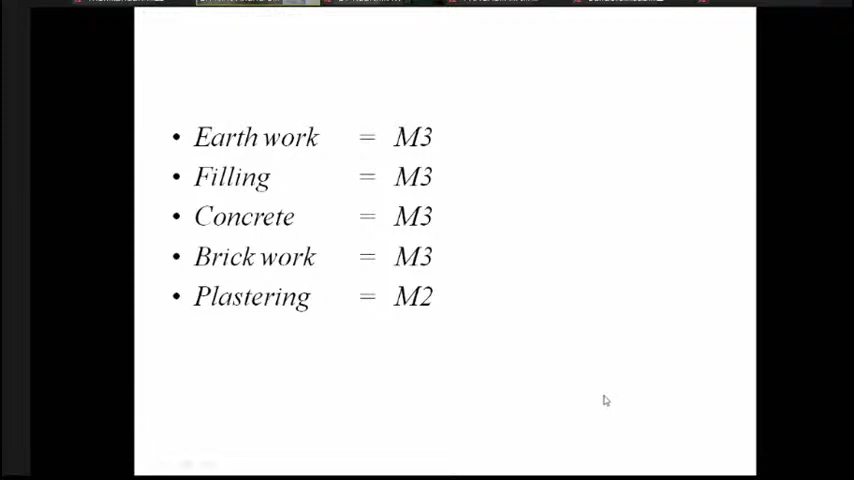 • Earth work = M3
• Filling = M3
• Concrete = M3
• Brick work = M3
• Plastering = M2